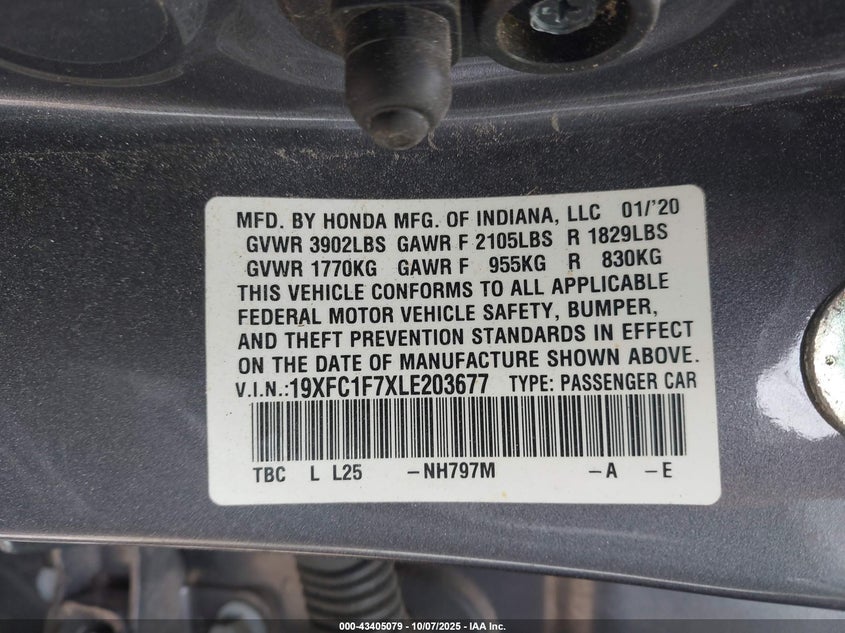 MFD. BY HONDA MFG. OF INDIANA, LLC 01/'20
GVWR 3902LBS GAWR F 2105LBS R 1829LBS
GVWR 1770KG GAWR F 955KG R 830KG
THIS VEHICLE CONFORMS TO ALL APPLICABLE
FEDERAL MOTOR VEHICLE SAFETY, BUMPER,
AND THEFT PREVENTION STANDARDS IN EFFECT
ON THE DATE OF MANUFACTURE SHOWN ABOVE.
V.I.N.:19XFC1F7XLE203677 TYPE: PASSENGER CAR
TBC L L25 -NH797M -A -E
000-43405079 - 10/07/2025 - IAA Inc.